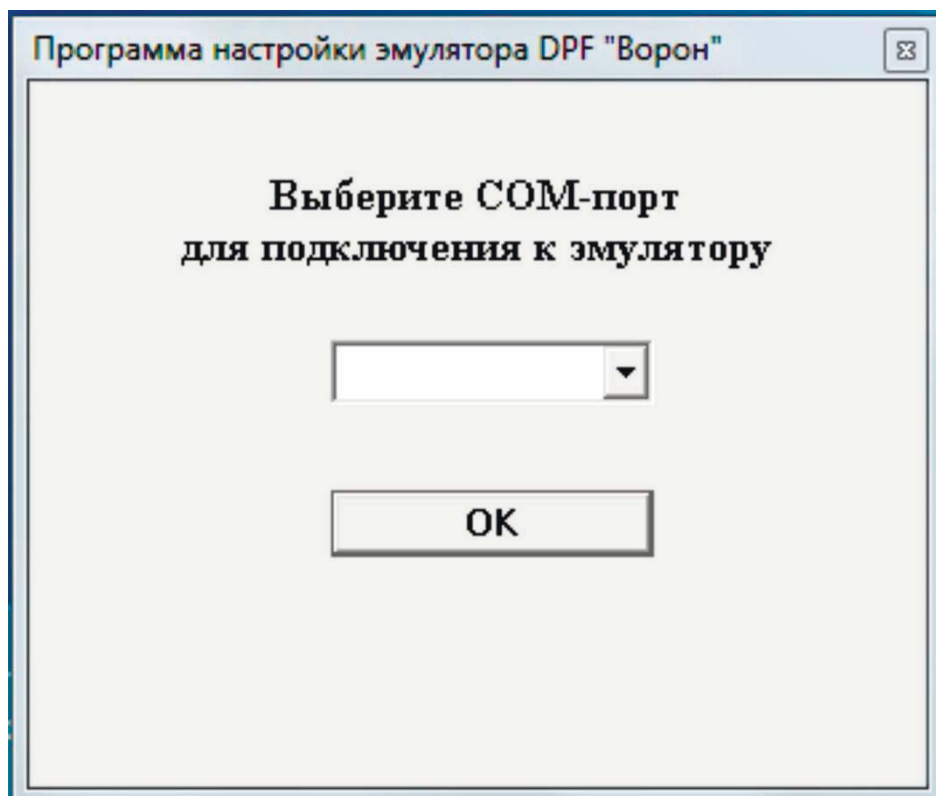 Программа настройки эмулятора DPF "Ворон"
Выберите COM-порт
для подключения к эмулятору
OK